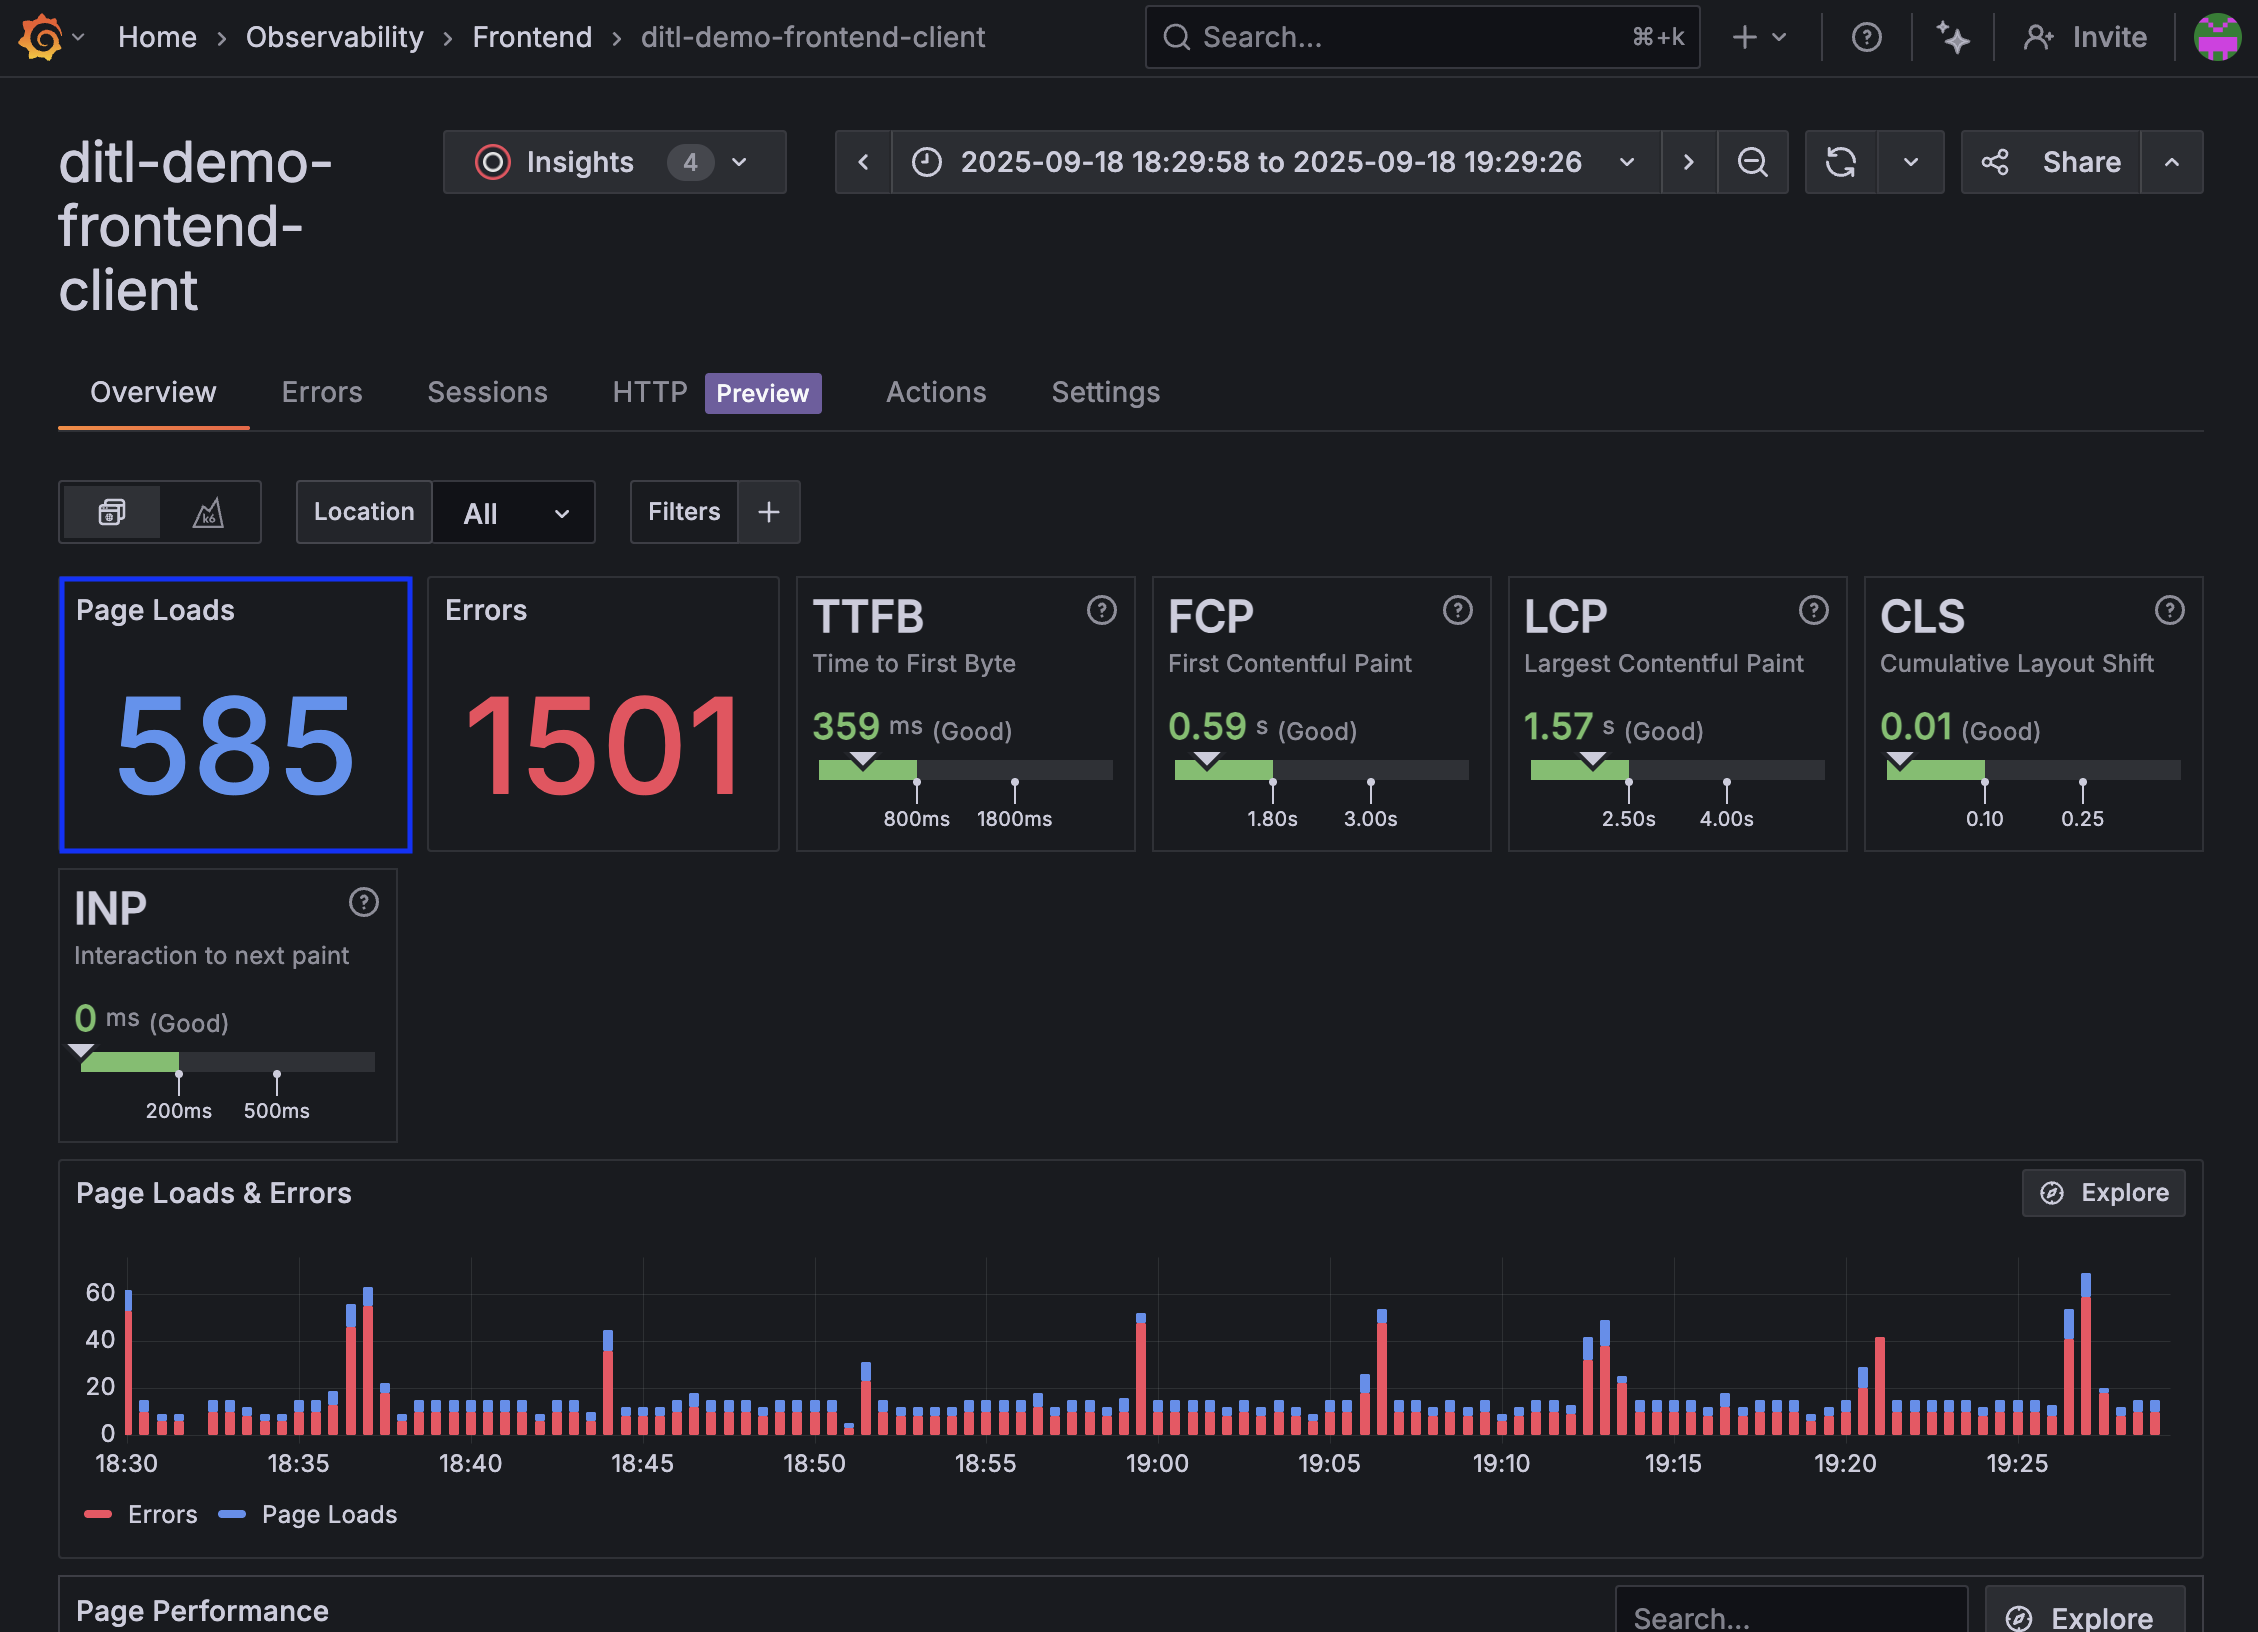 Home › Observability › Frontend › ditl-demo-frontend-client
Search... ⌘+k
Invite
ditl-demo-
frontend-
client
Insights 4
2025-09-18 18:29:58 to 2025-09-18 19:29:26
Share
Overview Errors Sessions HTTP Preview Actions Settings
k6
Location All
Filters +
Page Loads
585
Errors
1501
TTFB
Time to First Byte
359 ms (Good)
800ms 1800ms
FCP
First Contentful Paint
0.59 s (Good)
1.80s 3.00s
LCP
Largest Contentful Paint
1.57 s (Good)
2.50s 4.00s
CLS
Cumulative Layout Shift
0.01 (Good)
0.10 0.25
INP
Interaction to next paint
0 ms (Good)
200ms 500ms
Page Loads & Errors
Explore
60
40
20
0
18:30 18:35 18:40 18:45 18:50 18:55 19:00 19:05 19:10 19:15 19:20 19:25
Errors Page Loads
Page Performance
Search...
Explore